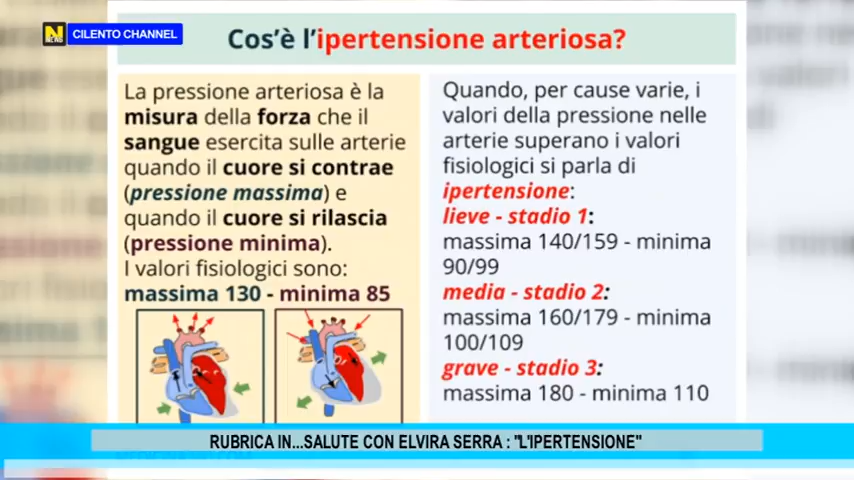 CILENTO CHANNEL
Cos'è l'ipertensione arteriosa?
La pressione arteriosa è la
misura della forza che il
sangue esercita sulle arterie
quando il cuore si contrae
(pressione massima) e
quando il cuore si rilascia
(pressione minima).
I valori fisiologici sono:
massima 130 - minima 85
Quando, per cause varie, i
valori della pressione nelle
arterie superano i valori
fisiologici si parla di
ipertensione:
lieve - stadio 1:
massima 140/159 - minima
90/99
media - stadio 2:
massima 160/179 - minima
100/109
grave - stadio 3:
massima 180 - minima 110
RUBRICA IN...SALUTE CON ELVIRA SERRA : "L'IPERTENSIONE"